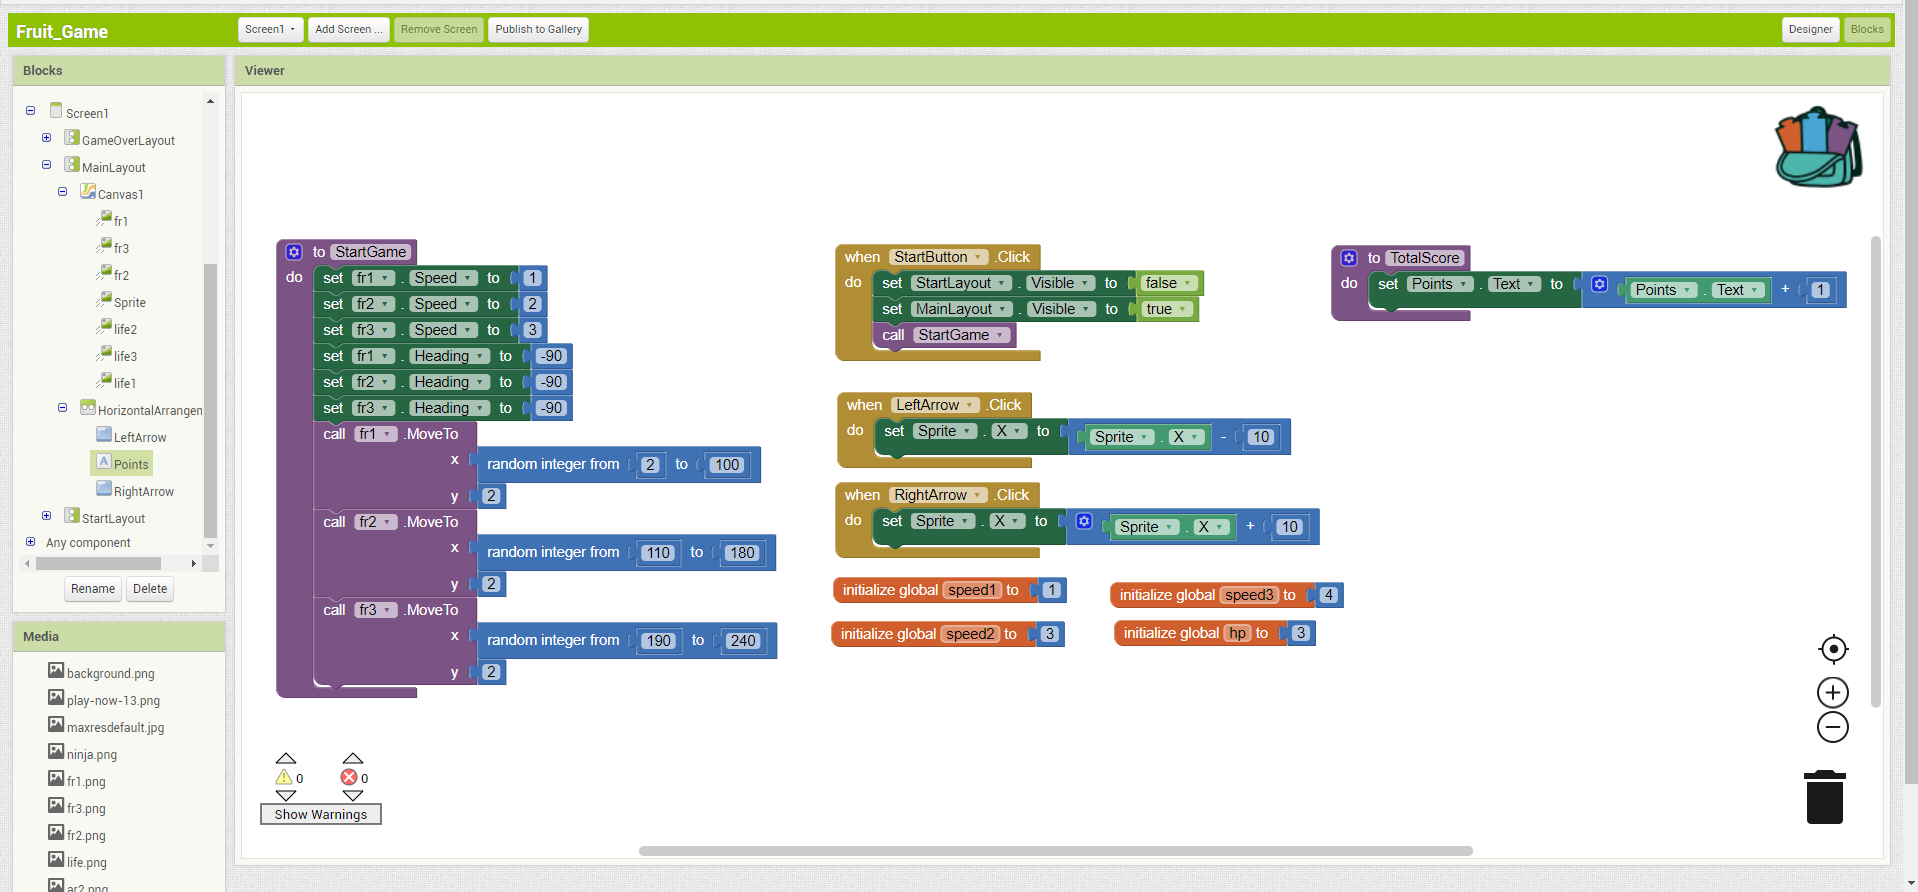 Fruit_Game
Screen1
Add Screen ...
Remove Screen
Publish to Gallery
Designer
Blocks
Blocks
Screen1
GameOverLayout
MainLayout
Canvas1
fr1
fr3
fr2
Sprite
life2
life3
life1
HorizontalArrangen
LeftArrow
Points
RightArrow
StartLayout
Any component
Rename
Delete
Media
background.png
play-now-13.png
maxresdefault.jpg
ninja.png
fr1.png
fr3.png
fr2.png
life.png
ar2.png
Viewer
to StartGame
do set fr1 . Speed to 1
set fr2 . Speed to 2
set fr3 . Speed to 3
set fr1 . Heading to -90
set fr2 . Heading to -90
set fr3 . Heading to -90
call fr1 .MoveTo
x random integer from 2 to 100
y 2
call fr2 .MoveTo
x random integer from 110 to 180
y 2
call fr3 .MoveTo
x random integer from 190 to 240
y 2
when StartButton .Click
do set StartLayout . Visible to false
set MainLayout . Visible to true
call StartGame
when LeftArrow .Click
do set Sprite . X to Sprite . X - 10
when RightArrow .Click
do set Sprite . X to Sprite . X + 10
initialize global speed1 to 1
initialize global speed3 to 4
initialize global speed2 to 3
initialize global hp to 3
to TotalScore
do set Points . Text to Points . Text + 1
0
0
Show Warnings